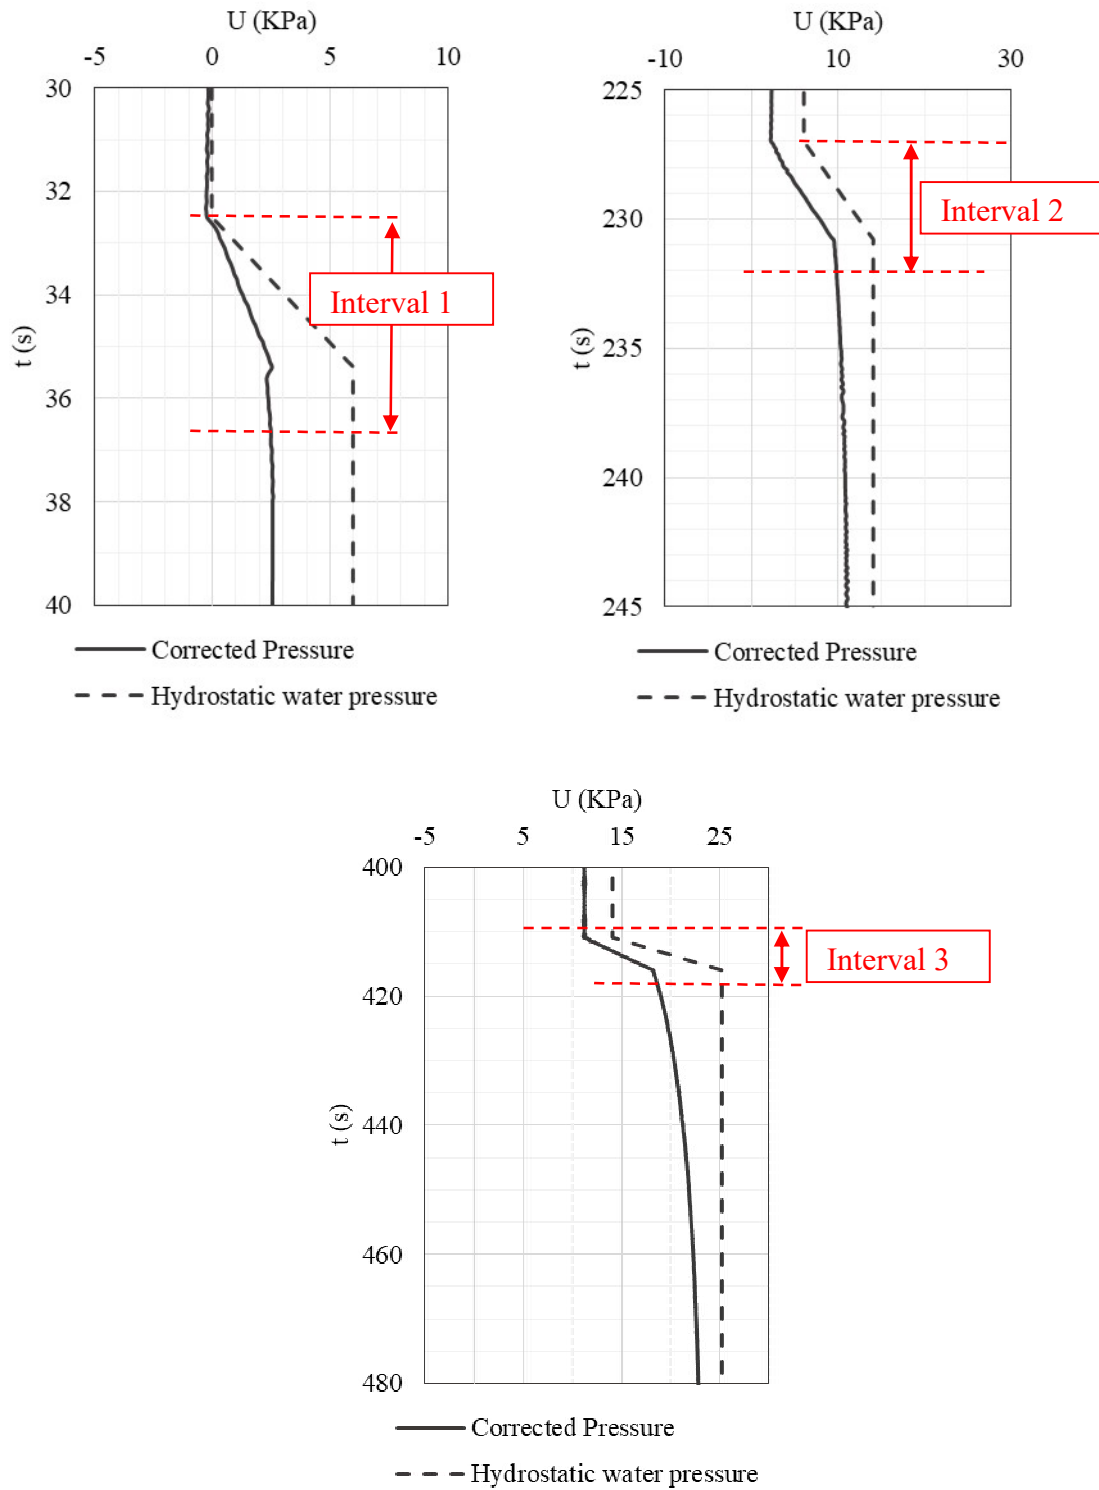 U (KPa)
-5 0 5 10
30
32
34
36
38
40
t (s)
Interval 1
Corrected Pressure
Hydrostatic water pressure
U (KPa)
-10 10 30
225
230
235
240
245
t (s)
Interval 2
Corrected Pressure
Hydrostatic water pressure
U (KPa)
-5 5 15 25
400
420
440
460
480
t (s)
Interval 3
Corrected Pressure
Hydrostatic water pressure